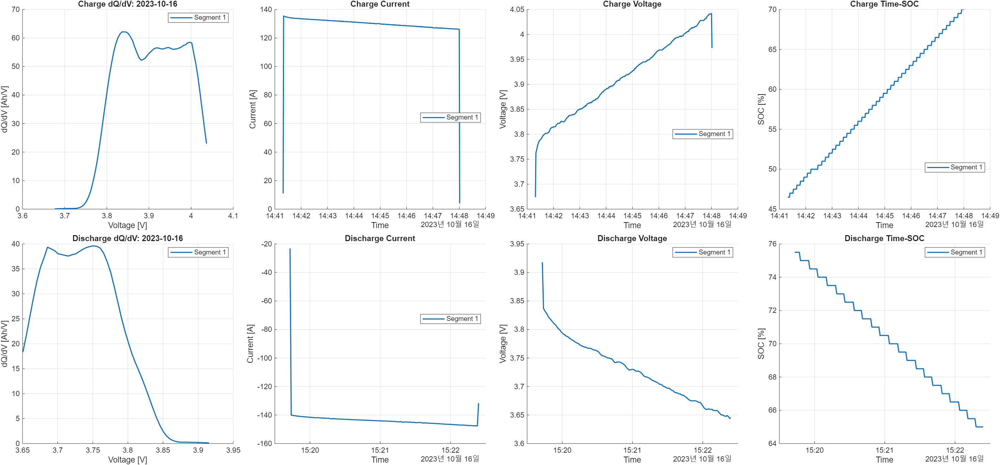 Charge dQ/dV: 2023-10-16
70
60
50
40
30
20
10
0
dQ/dV [Ah/V]
Segment 1
3.6 3.7 3.8 3.9 4 4.1
Voltage [V]
Charge Current
140
120
100
80
60
40
20
0
Current [A]
Segment 1
14:41 14:42 14:43 14:44 14:45 14:46 14:47 14:48 14:49
Time
2023년 10월 16일
Charge Voltage
4.05
4
3.95
3.9
3.85
3.8
3.75
3.7
3.65
Voltage [V]
Segment 1
14:41 14:42 14:43 14:44 14:45 14:46 14:47 14:48 14:49
Time
2023년 10월 16일
Charge Time-SOC
70
65
60
55
50
45
SOC [%]
Segment 1
14:41 14:42 14:43 14:44 14:45 14:46 14:47 14:48 14:49
Time
2023년 10월 16일
Discharge dQ/dV: 2023-10-16
40
35
30
25
20
15
10
5
0
dQ/dV [Ah/V]
Segment 1
3.65 3.7 3.75 3.8 3.85 3.9 3.95
Voltage [V]
Discharge Current
-20
-40
-60
-80
-100
-120
-140
-160
Current [A]
Segment 1
15:20 15:21 15:22
Time
2023년 10월 16일
Discharge Voltage
3.95
3.9
3.85
3.8
3.75
3.7
3.65
3.6
Voltage [V]
Segment 1
15:20 15:21 15:22
Time
2023년 10월 16일
Discharge Time-SOC
76
74
72
70
68
66
64
SOC [%]
Segment 1
15:20 15:21 15:22
Time
2023년 10월 16일